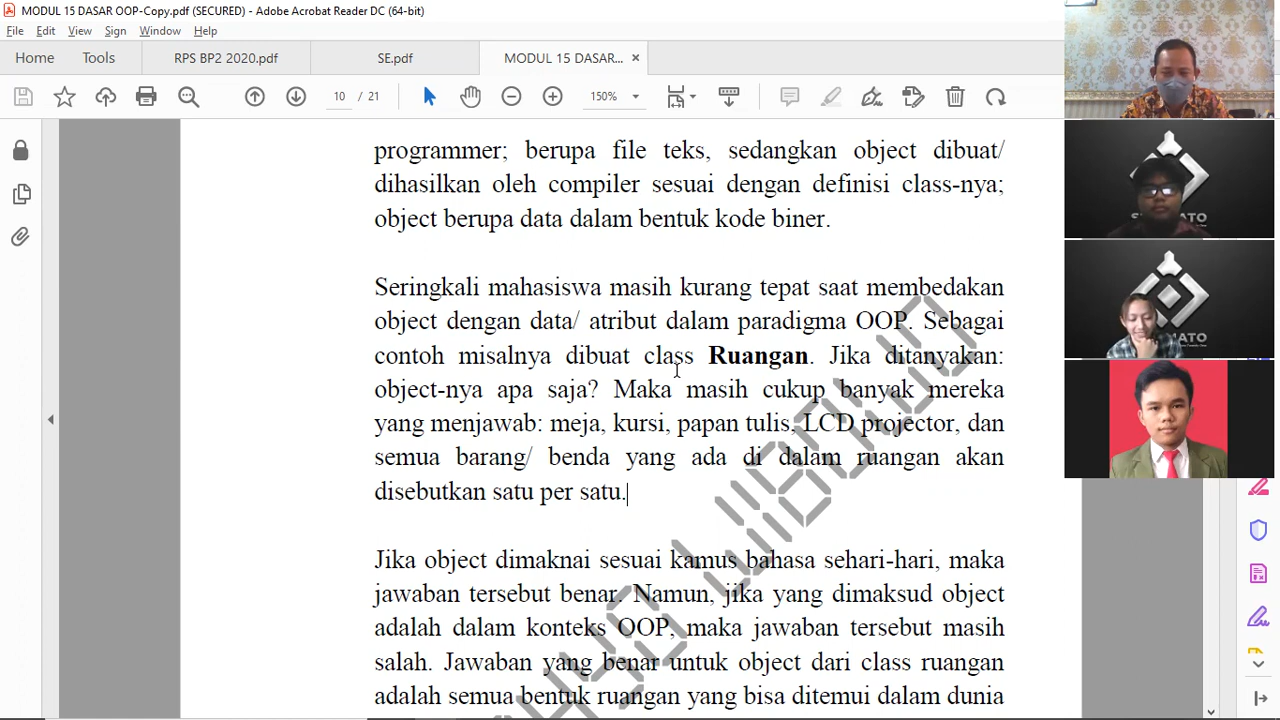 MODUL 15 DASAR OOP-Copy.pdf (SECURED) - Adobe Acrobat Reader DC (64-bit)
File Edit View Sign Window Help
Home Tools RPS BP2 2020.pdf SE.pdf MODUL 15 DASAR... ×
10 / 21 150%
programmer; berupa file teks, sedangkan object dibuat/
dihasilkan oleh compiler sesuai dengan definisi class-nya;
object berupa data dalam bentuk kode biner.
Seringkali mahasiswa masih kurang tepat saat membedakan
object dengan data/ atribut dalam paradigma OOP. Sebagai
contoh misalnya dibuat class Ruangan. Jika ditanyakan:
object-nya apa saja? Maka masih cukup banyak mereka
yang menjawab: meja, kursi, papan tulis, LCD projector, dan
semua barang/ benda yang ada di dalam ruangan akan
disebutkan satu per satu.
Jika object dimaknai sesuai kamus bahasa sehari-hari, maka
jawaban tersebut benar. Namun, jika yang dimaksud object
adalah dalam konteks OOP, maka jawaban tersebut masih
salah. Jawaban yang benar untuk object dari class ruangan
adalah semua bentuk ruangan yang bisa ditemui dalam dunia